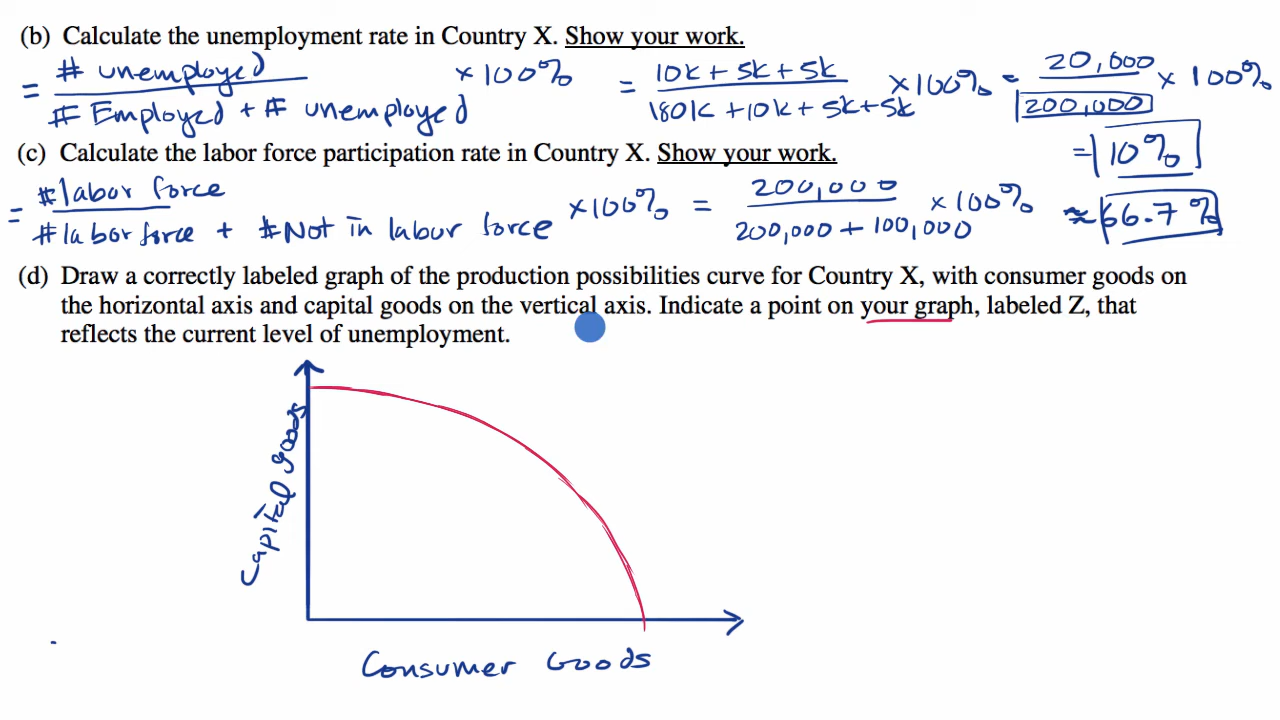 (b) Calculate the unemployment rate in Country X. Show your work.
= # unemployed / # Employed + # unemployed × 100% = 10k + 5k + 5k / 180k + 10k + 5k + 5k × 100% = 20,000 / 200,000 × 100%
= 10%
(c) Calculate the labor force participation rate in Country X. Show your work.
= # labor force / # labor force + # Not in labor force × 100% = 200,000 / 200,000 + 100,000 × 100% ≈ 66.7%
(d) Draw a correctly labeled graph of the production possibilities curve for Country X, with consumer goods on
the horizontal axis and capital goods on the vertical axis. Indicate a point on your graph, labeled Z, that
reflects the current level of unemployment.
Capital goods
Consumer Goods